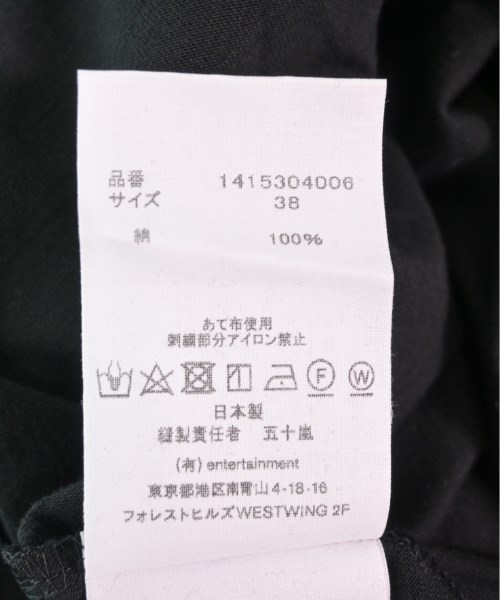 品番 1415304006
サイズ 38
綿 100%
あて布使用
刺繍部分アイロン禁止
F W
日本製
縫製責任者 五十嵐
(有) entertainment
東京都港区南青山4-18-16
フォレストヒルズWESTWING 2F